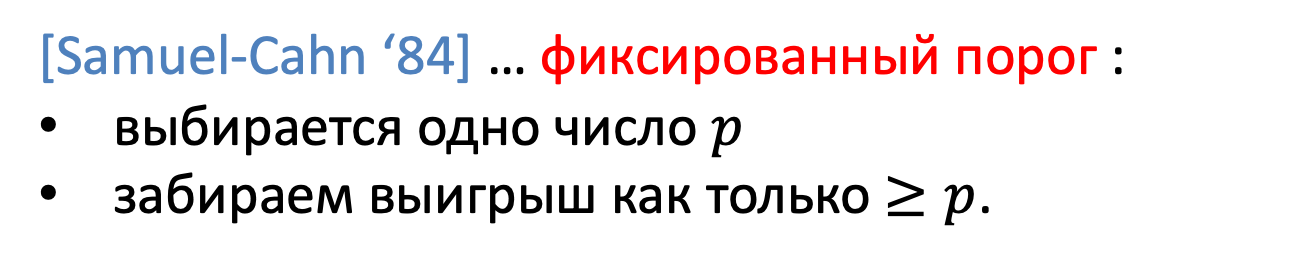 [Samuel-Cahn ‘84] … фиксированный порог :
• выбирается одно число p
• забираем выигрыш как только ≥ p.